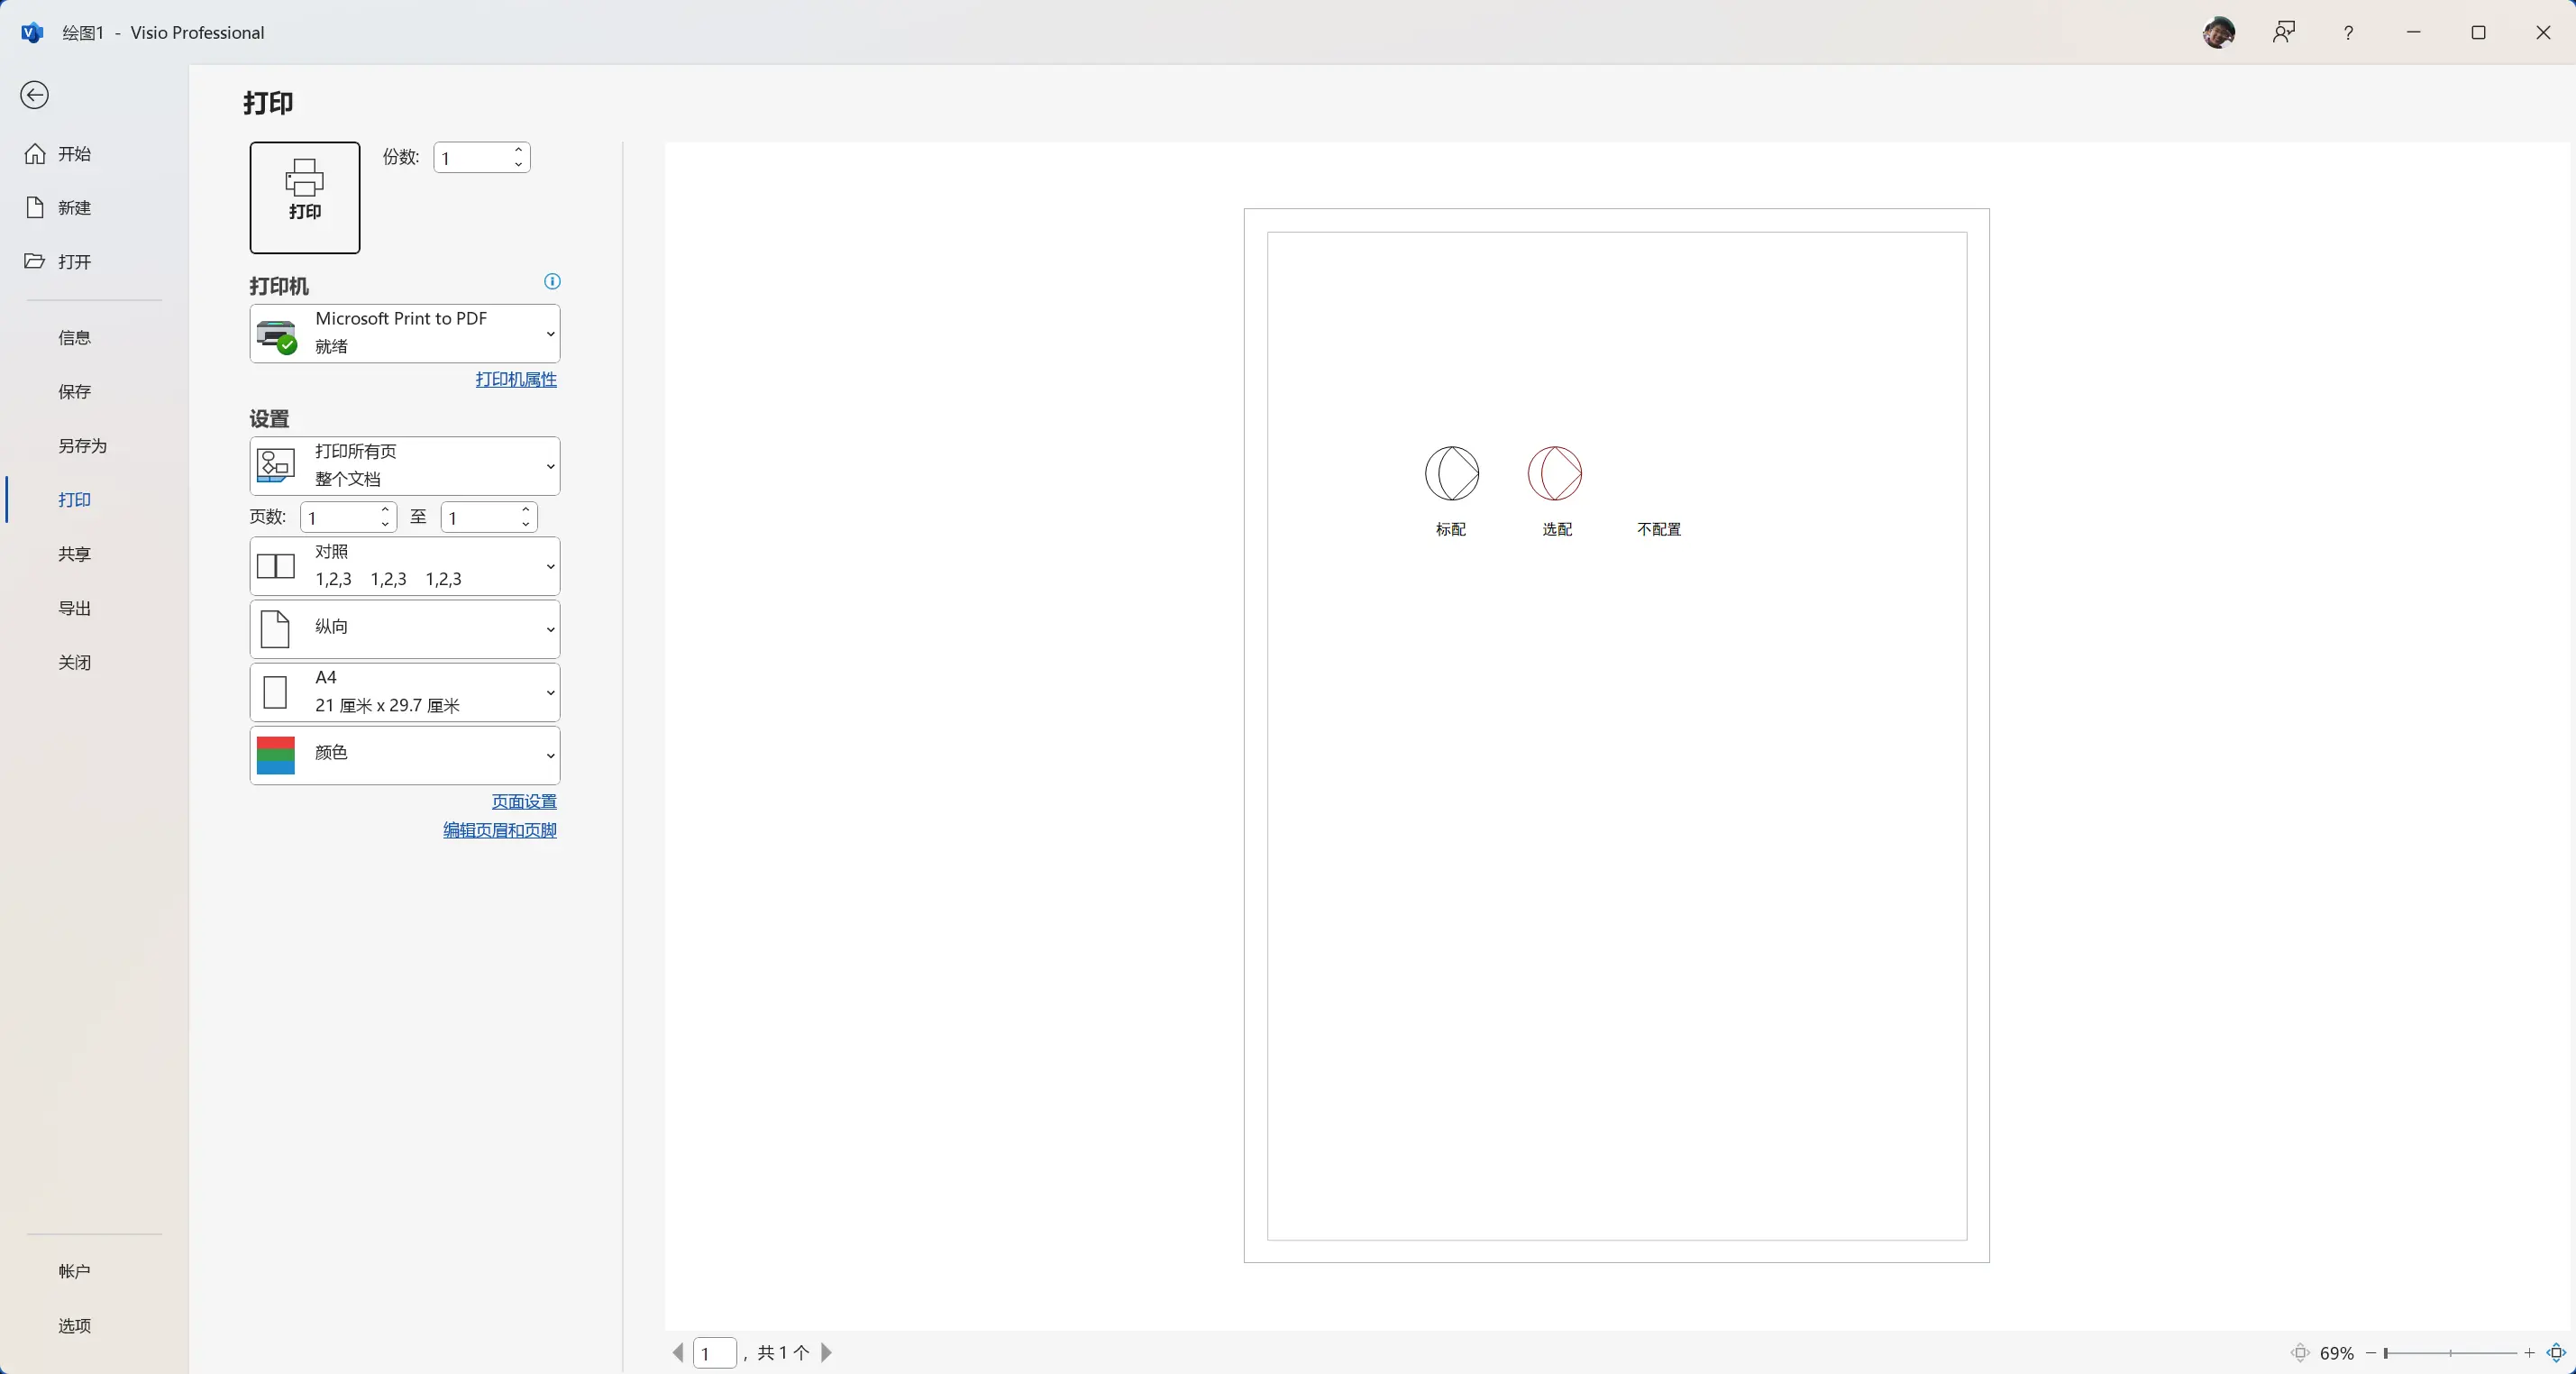 绘图1 - Visio Professional
?
打印
开始
新建
打开
信息
保存
另存为
打印
共享
导出
关闭
帐户
选项
打印
份数: 1
打印机
Microsoft Print to PDF
就绪
打印机属性
设置
打印所有页
整个文档
页数: 1 至 1
对照
1,2,3 1,2,3 1,2,3
纵向
A4
21 厘米 x 29.7 厘米
颜色
页面设置
编辑页眉和页脚
标配 选配 不配置
1 , 共 1 个
69%